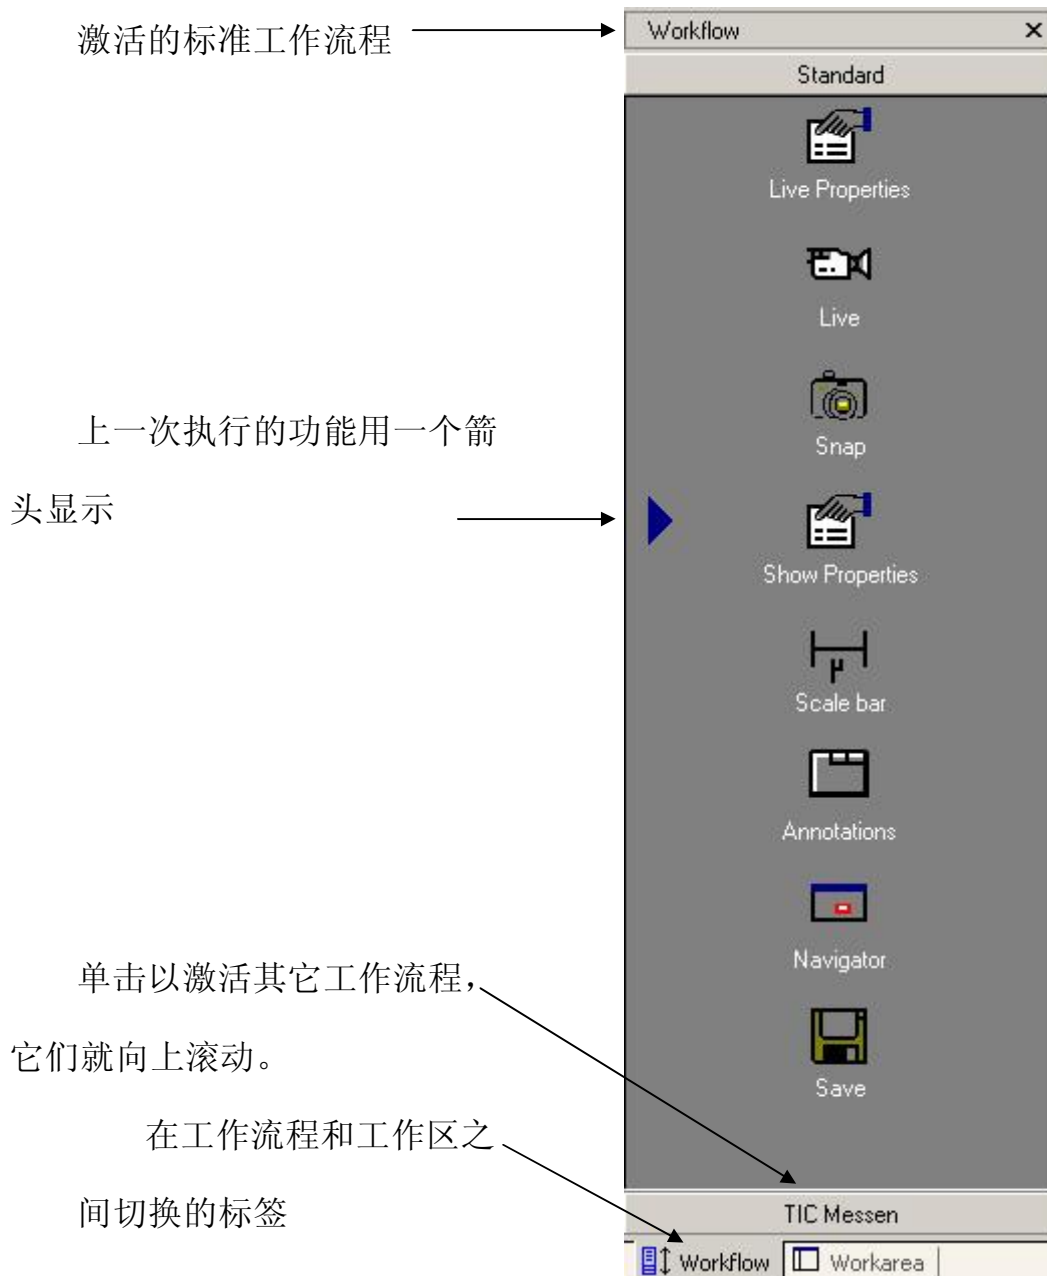 激活的标准工作流程
Workflow
Standard
Live Properties
Live
Snap
上一次执行的功能用一个箭
头显示
Show Properties
Scale bar
Annotations
Navigator
单击以激活其它工作流程，
它们就向上滚动。
Save
在工作流程和工作区之
间切换的标签
TIC Messen
Workflow
Workarea